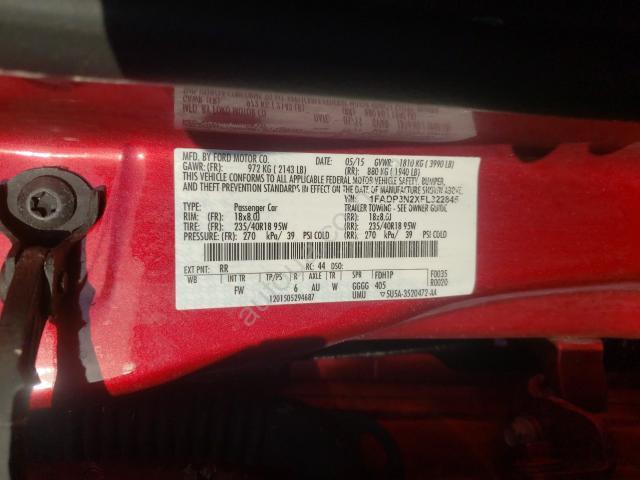 MFD. BY FORD MOTOR CO. DATE: 05/15 GVWR: 1810 KG ( 3990 LB)
GAWR: (FR): 972 KG ( 2143 LB) (RR): 880 KG ( 1940 LB)
THIS VEHICLE CONFORMS TO ALL APPLICABLE FEDERAL MOTOR VEHICLE SAFETY, BUMPER,
AND THEFT PREVENTION STANDARDS IN EFFECT ON THE DATE OF MANUFACTURE SHOWN ABOVE.
VIN: 1FADP3N2XFL322845
TYPE: Passenger Car TRAILER TOWING - SEE OWNER GUIDE
RIM: 18x8.0J 18x8.0J
TIRE: 235/40R18 95W 235/40R18 95W
PRESSURE: (FR): 270 kPa/ 39 PSI COLD (RR): 270 kPa/ 39 PSI COLD
EXT PNT: RR RC: 44 DSO: F0035
WB INT TR TP/PS R AXLE TR SPR FDH1P R0020
FW 6 AU W GGGG 405
1201505294687 UMU 5U5A-3520472-AA